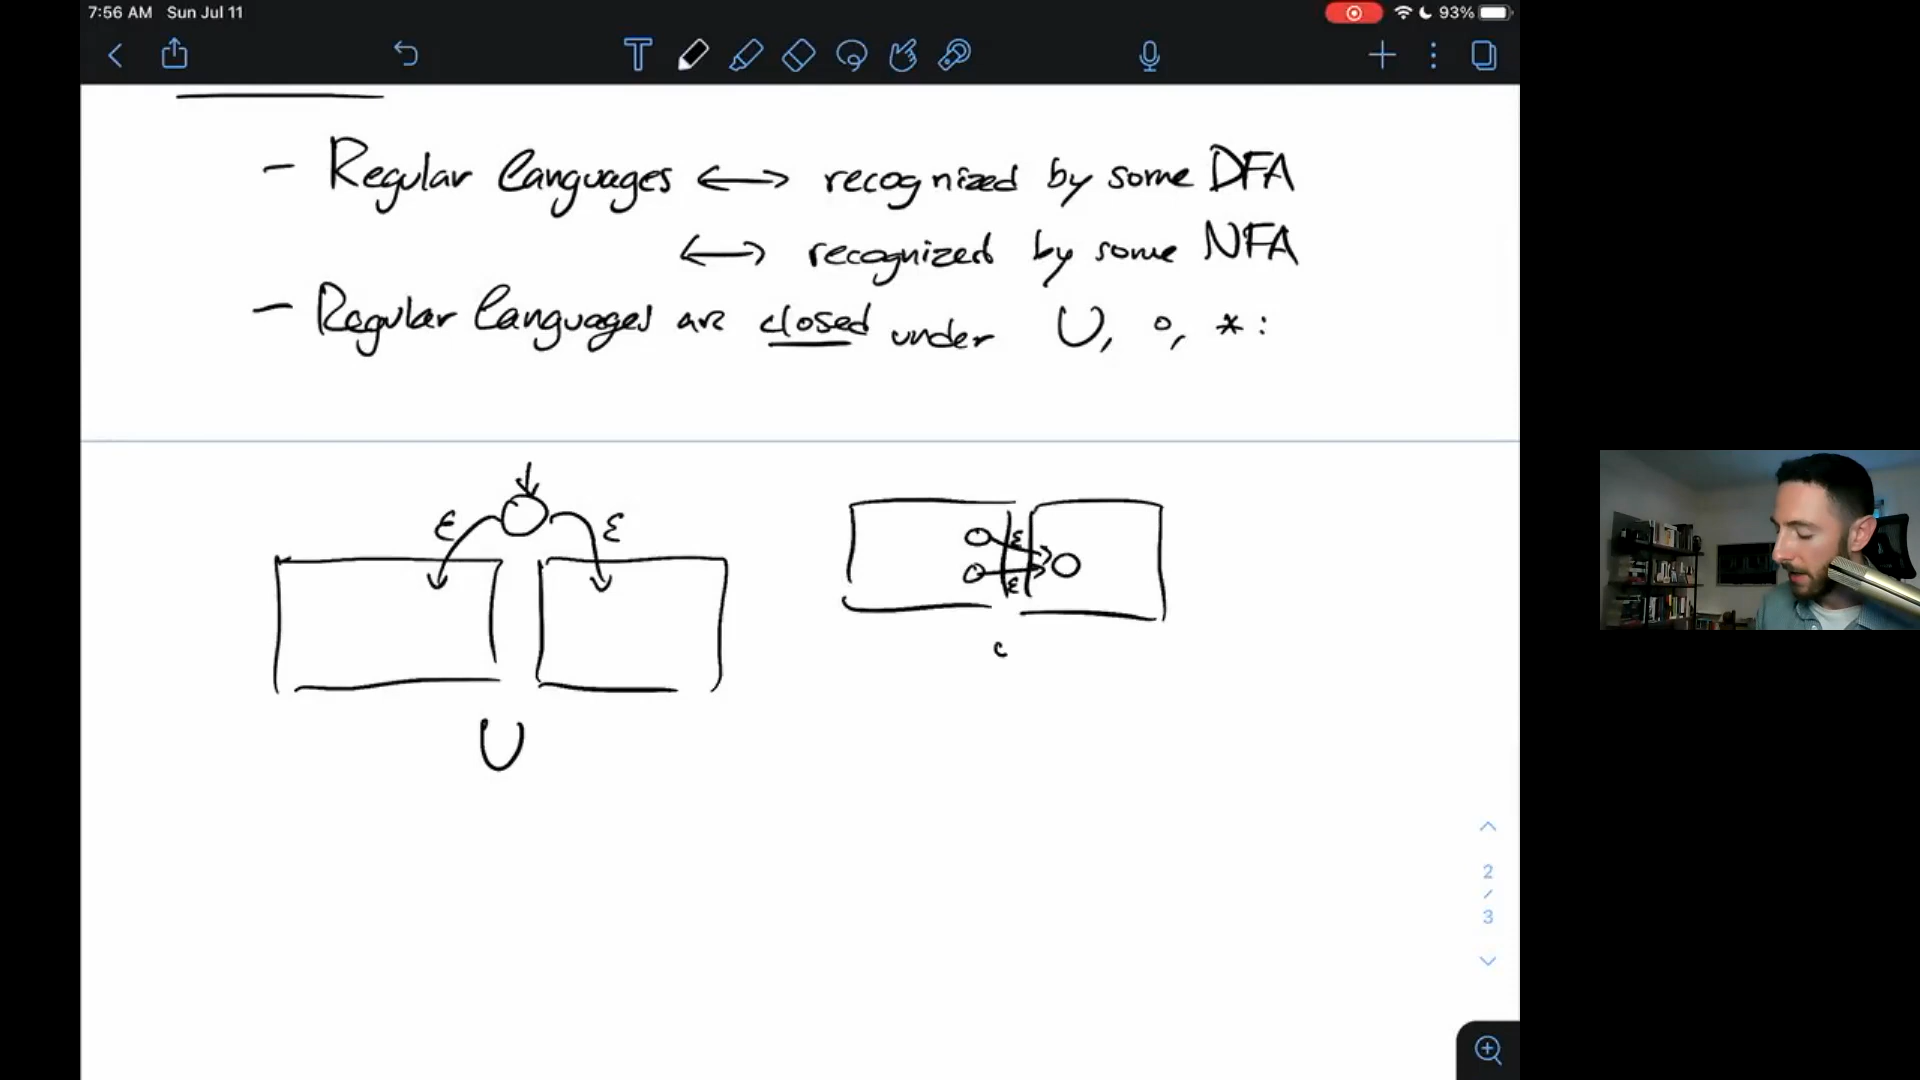 7:56 AM Sun Jul 11
93%
T
- Regular languages ⟷ recognized by some DFA
⟷ recognized by some NFA
- Regular languages are closed under ∪, ∘, *:
ε ε
ε
ε
∪
2
/
3